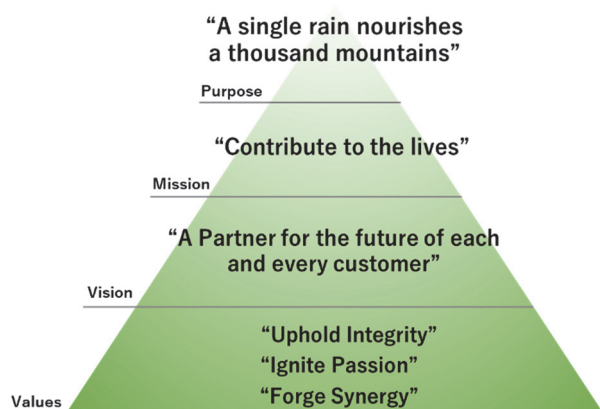 “A single rain nourishes
a thousand mountains”
Purpose
“Contribute to the lives”
Mission
“A Partner for the future of each
and every customer”
Vision
“Uphold Integrity”
“Ignite Passion”
“Forge Synergy”
Values